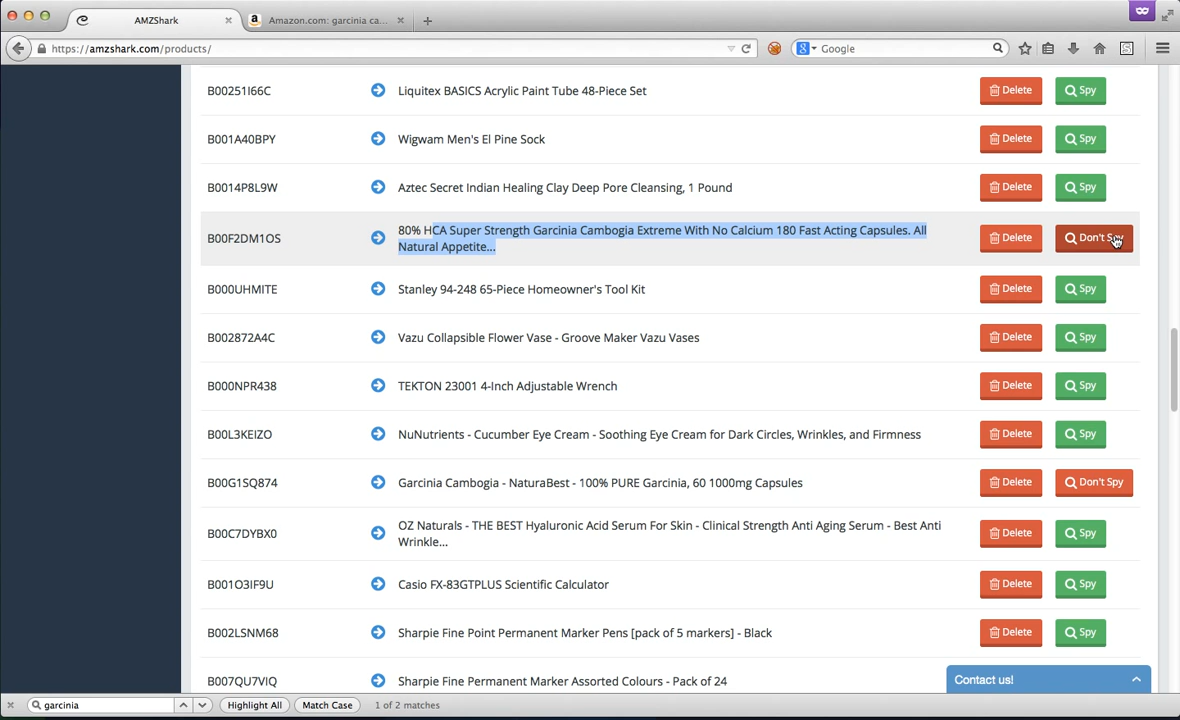 AMZShark
Amazon.com: garcinia ca...
https://amzshark.com/products/
Google
B00251I66C
Liquitex BASICS Acrylic Paint Tube 48-Piece Set
Delete
Spy
B001A40BPY
Wigwam Men's El Pine Sock
Delete
Spy
B0014P8L9W
Aztec Secret Indian Healing Clay Deep Pore Cleansing, 1 Pound
Delete
Spy
B00F2DM1OS
80% HCA Super Strength Garcinia Cambogia Extreme With No Calcium 180 Fast Acting Capsules. All
Natural Appetite...
Delete
Don't Spy
B000UHMITE
Stanley 94-248 65-Piece Homeowner's Tool Kit
Delete
Spy
B002872A4C
Vazu Collapsible Flower Vase - Groove Maker Vazu Vases
Delete
Spy
B000NPR438
TEKTON 23001 4-Inch Adjustable Wrench
Delete
Spy
B00L3KEIZO
NuNutrients - Cucumber Eye Cream - Soothing Eye Cream for Dark Circles, Wrinkles, and Firmness
Delete
Spy
B00G1SQ874
Garcinia Cambogia - NaturaBest - 100% PURE Garcinia, 60 1000mg Capsules
Delete
Don't Spy
B00C7DYBX0
OZ Naturals - THE BEST Hyaluronic Acid Serum For Skin - Clinical Strength Anti Aging Serum - Best Anti
Wrinkle...
Delete
Spy
B001O3IF9U
Casio FX-83GTPLUS Scientific Calculator
Delete
Spy
B002LSNM68
Sharpie Fine Point Permanent Marker Pens [pack of 5 markers] - Black
Delete
Spy
B007QU7VIQ
Sharpie Fine Permanent Marker Assorted Colours - Pack of 24
Contact us!
garcinia
Highlight All
Match Case
1 of 2 matches